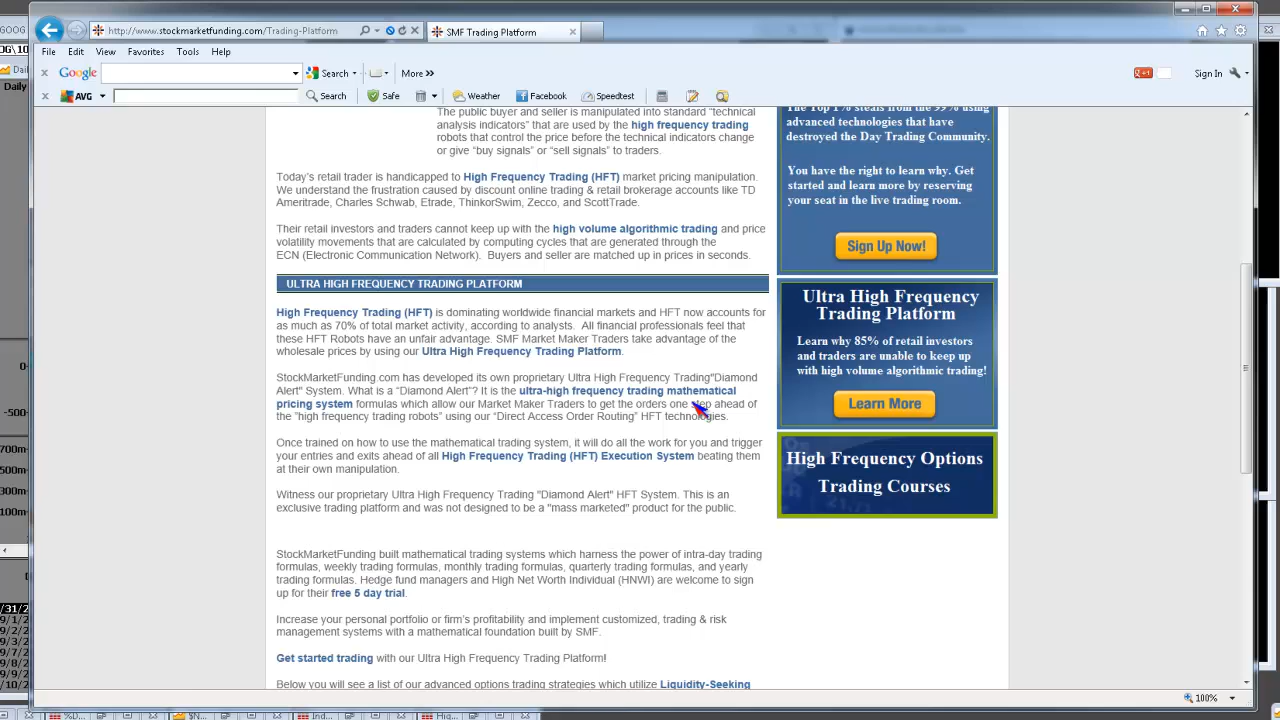 http://www.stockmarketfunding.com/Trading-Platform
SMF Trading Platform
File Edit View Favorites Tools Help
Google Search More »
Sign In
AVG Search Safe Weather Facebook Speedtest
GOOG
Daily
The public buyer and seller is manipulated into standard "technical
analysis indicators" that are used by the high frequency trading
robots that control the price before the technical indicators change
or give "buy signals" or "sell signals" to traders.
Today's retail trader is handicapped to High Frequency Trading (HFT) market pricing manipulation.
We understand the frustration caused by discount online trading & retail brokerage accounts like TD
Ameritrade, Charles Schwab, Etrade, ThinkorSwim, Zecco, and ScottTrade.
Their retail investors and traders cannot keep up with the high volume algorithmic trading and price
volatility movements that are calculated by computing cycles that are generated through the
ECN (Electronic Communication Network). Buyers and seller are matched up in prices in seconds.
ULTRA HIGH FREQUENCY TRADING PLATFORM
High Frequency Trading (HFT) is dominating worldwide financial markets and HFT now accounts for
as much as 70% of total market activity, according to analysts. All financial professionals feel that
these HFT Robots have an unfair advantage. SMF Market Maker Traders take advantage of the
wholesale prices by using our Ultra High Frequency Trading Platform.
StockMarketFunding.com has developed its own proprietary Ultra High Frequency Trading"Diamond
Alert" System. What is a "Diamond Alert"? It is the ultra-high frequency trading mathematical
pricing system formulas which allow our Market Maker Traders to get the orders one step ahead of
the "high frequency trading robots" using our "Direct Access Order Routing" HFT technologies.
Once trained on how to use the mathematical trading system, it will do all the work for you and trigger
your entries and exits ahead of all High Frequency Trading (HFT) Execution System beating them
at their own manipulation.
Witness our proprietary Ultra High Frequency Trading "Diamond Alert" HFT System. This is an
exclusive trading platform and was not designed to be a "mass marketed" product for the public.
StockMarketFunding built mathematical trading systems which harness the power of intra-day trading
formulas, weekly trading formulas, monthly trading formulas, quarterly trading formulas, and yearly
trading formulas. Hedge fund managers and High Net Worth Individual (HNWI) are welcome to sign
up for their free 5 day trial.
Increase your personal portfolio or firm's profitability and implement customized, trading & risk
management systems with a mathematical foundation built by SMF.
Get started trading with our Ultra High Frequency Trading Platform!
Below you will see a list of our advanced options trading strategies which utilize Liquidity-Seeking
The Top 1% steals from the 99% using
advanced technologies that have
destroyed the Day Trading Community.
You have the right to learn why. Get
started and learn more by reserving
your seat in the live trading room.
Sign Up Now!
Ultra High Frequency
Trading Platform
Learn why 85% of retail investors
and traders are unable to keep up
with high volume algorithmic trading!
Learn More
High Frequency Options
Trading Courses
100%